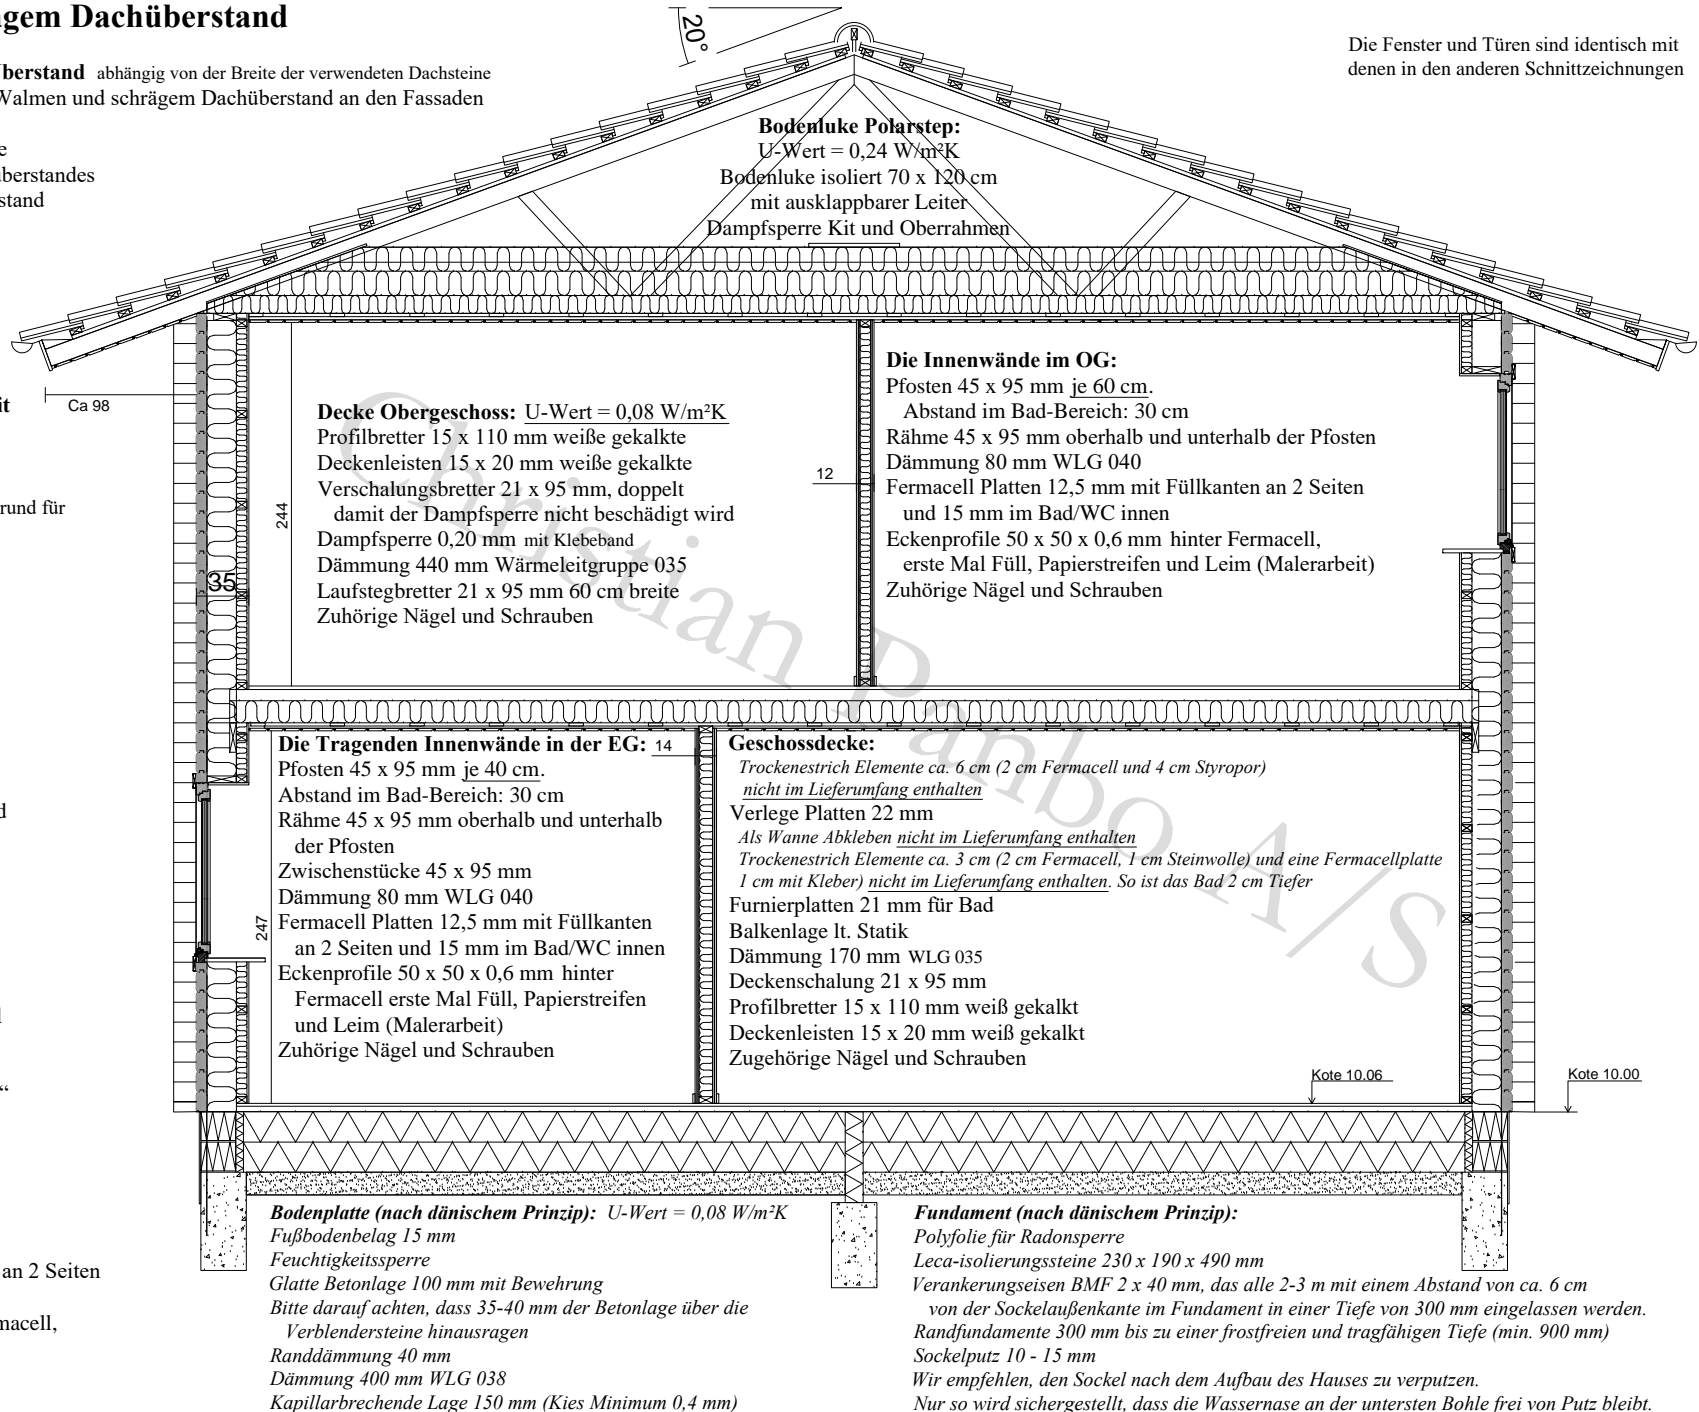 gem Dachüberstand
berstand abhängig von der Breite der verwendeten Dachsteine
Walmen und schrägem Dachüberstand an den Fassaden
e
berstandes
stand
20°
Die Fenster und Türen sind identisch mit
denen in den anderen Schnittzeichnungen
Bodenluke Polarstep:
U-Wert = 0,24 W/m²K
Bodenluke isoliert 70 x 120 cm
mit ausklappbarer Leiter
Dampfsperre Kit und Oberrahmen
it
Ca 98
rund für
35
244
Decke Obergeschoss: U-Wert = 0,08 W/m²K
Profilbretter 15 x 110 mm weiße gekalkte
Deckenleisten 15 x 20 mm weiße gekalkte
Verschalungsbretter 21 x 95 mm, doppelt
damit der Dampfsperre nicht beschädigt wird
Dampfsperre 0,20 mm mit Klebeband
Dämmung 440 mm Wärmeleitgruppe 035
Laufstegbretter 21 x 95 mm 60 cm breite
Zuhörige Nägel und Schrauben
12
Die Innenwände im OG:
Pfosten 45 x 95 mm je 60 cm.
Abstand im Bad-Bereich: 30 cm
Rähme 45 x 95 mm oberhalb und unterhalb der Pfosten
Dämmung 80 mm WLG 040
Fermacell Platten 12,5 mm mit Füllkanten an 2 Seiten
und 15 mm im Bad/WC innen
Eckenprofile 50 x 50 x 0,6 mm hinter Fermacell,
erste Mal Füll, Papierstreifen und Leim (Malerarbeit)
Zuhörige Nägel und Schrauben
Christian Panbo A/S
d
l
“
247
Die Tragenden Innenwände in der EG: 14
Pfosten 45 x 95 mm je 40 cm.
Abstand im Bad-Bereich: 30 cm
Rähme 45 x 95 mm oberhalb und unterhalb
der Pfosten
Zwischenstücke 45 x 95 mm
Dämmung 80 mm WLG 040
Fermacell Platten 12,5 mm mit Füllkanten
an 2 Seiten und 15 mm im Bad/WC innen
Eckenprofile 50 x 50 x 0,6 mm hinter
Fermacell erste Mal Füll, Papierstreifen
und Leim (Malerarbeit)
Zuhörige Nägel und Schrauben
Geschossdecke:
Trockenestrich Elemente ca. 6 cm (2 cm Fermacell und 4 cm Styropor)
nicht im Lieferumfang enthalten
Verlege Platten 22 mm
Als Wanne Abkleben nicht im Lieferumfang enthalten
Trockenestrich Elemente ca. 3 cm (2 cm Fermacell, 1 cm Steinwolle) und eine Fermacellplatte
1 cm mit Kleber) nicht im Lieferumfang enthalten. So ist das Bad 2 cm Tiefer
Furnierplatten 21 mm für Bad
Balkenlage lt. Statik
Dämmung 170 mm WLG 035
Deckenschalung 21 x 95 mm
Profilbretter 15 x 110 mm weiß gekalkt
Deckenleisten 15 x 20 mm weiß gekalkt
Zugehörige Nägel und Schrauben
Kote 10.06
Kote 10.00
an 2 Seiten
macell,
Bodenplatte (nach dänischem Prinzip): U-Wert = 0,08 W/m²K
Fußbodenbelag 15 mm
Feuchtigkeitssperre
Glatte Betonlage 100 mm mit Bewehrung
Bitte darauf achten, dass 35-40 mm der Betonlage über die
Verblendersteine hinausragen
Randdämmung 40 mm
Dämmung 400 mm WLG 038
Kapillarbrechende Lage 150 mm (Kies Minimum 0,4 mm)
Fundament (nach dänischem Prinzip):
Polyfolie für Radonsperre
Leca-isolierungssteine 230 x 190 x 490 mm
Verankerungseisen BMF 2 x 40 mm, das alle 2-3 m mit einem Abstand von ca. 6 cm
von der Sockelaußenkante im Fundament in einer Tiefe von 300 mm eingelassen werden.
Randfundamente 300 mm bis zu einer frostfreien und tragfähigen Tiefe (min. 900 mm)
Sockelputz 10 - 15 mm
Wir empfehlen, den Sockel nach dem Aufbau des Hauses zu verputzen.
Nur so wird sichergestellt, dass die Wassernase an der untersten Bohle frei von Putz bleibt.